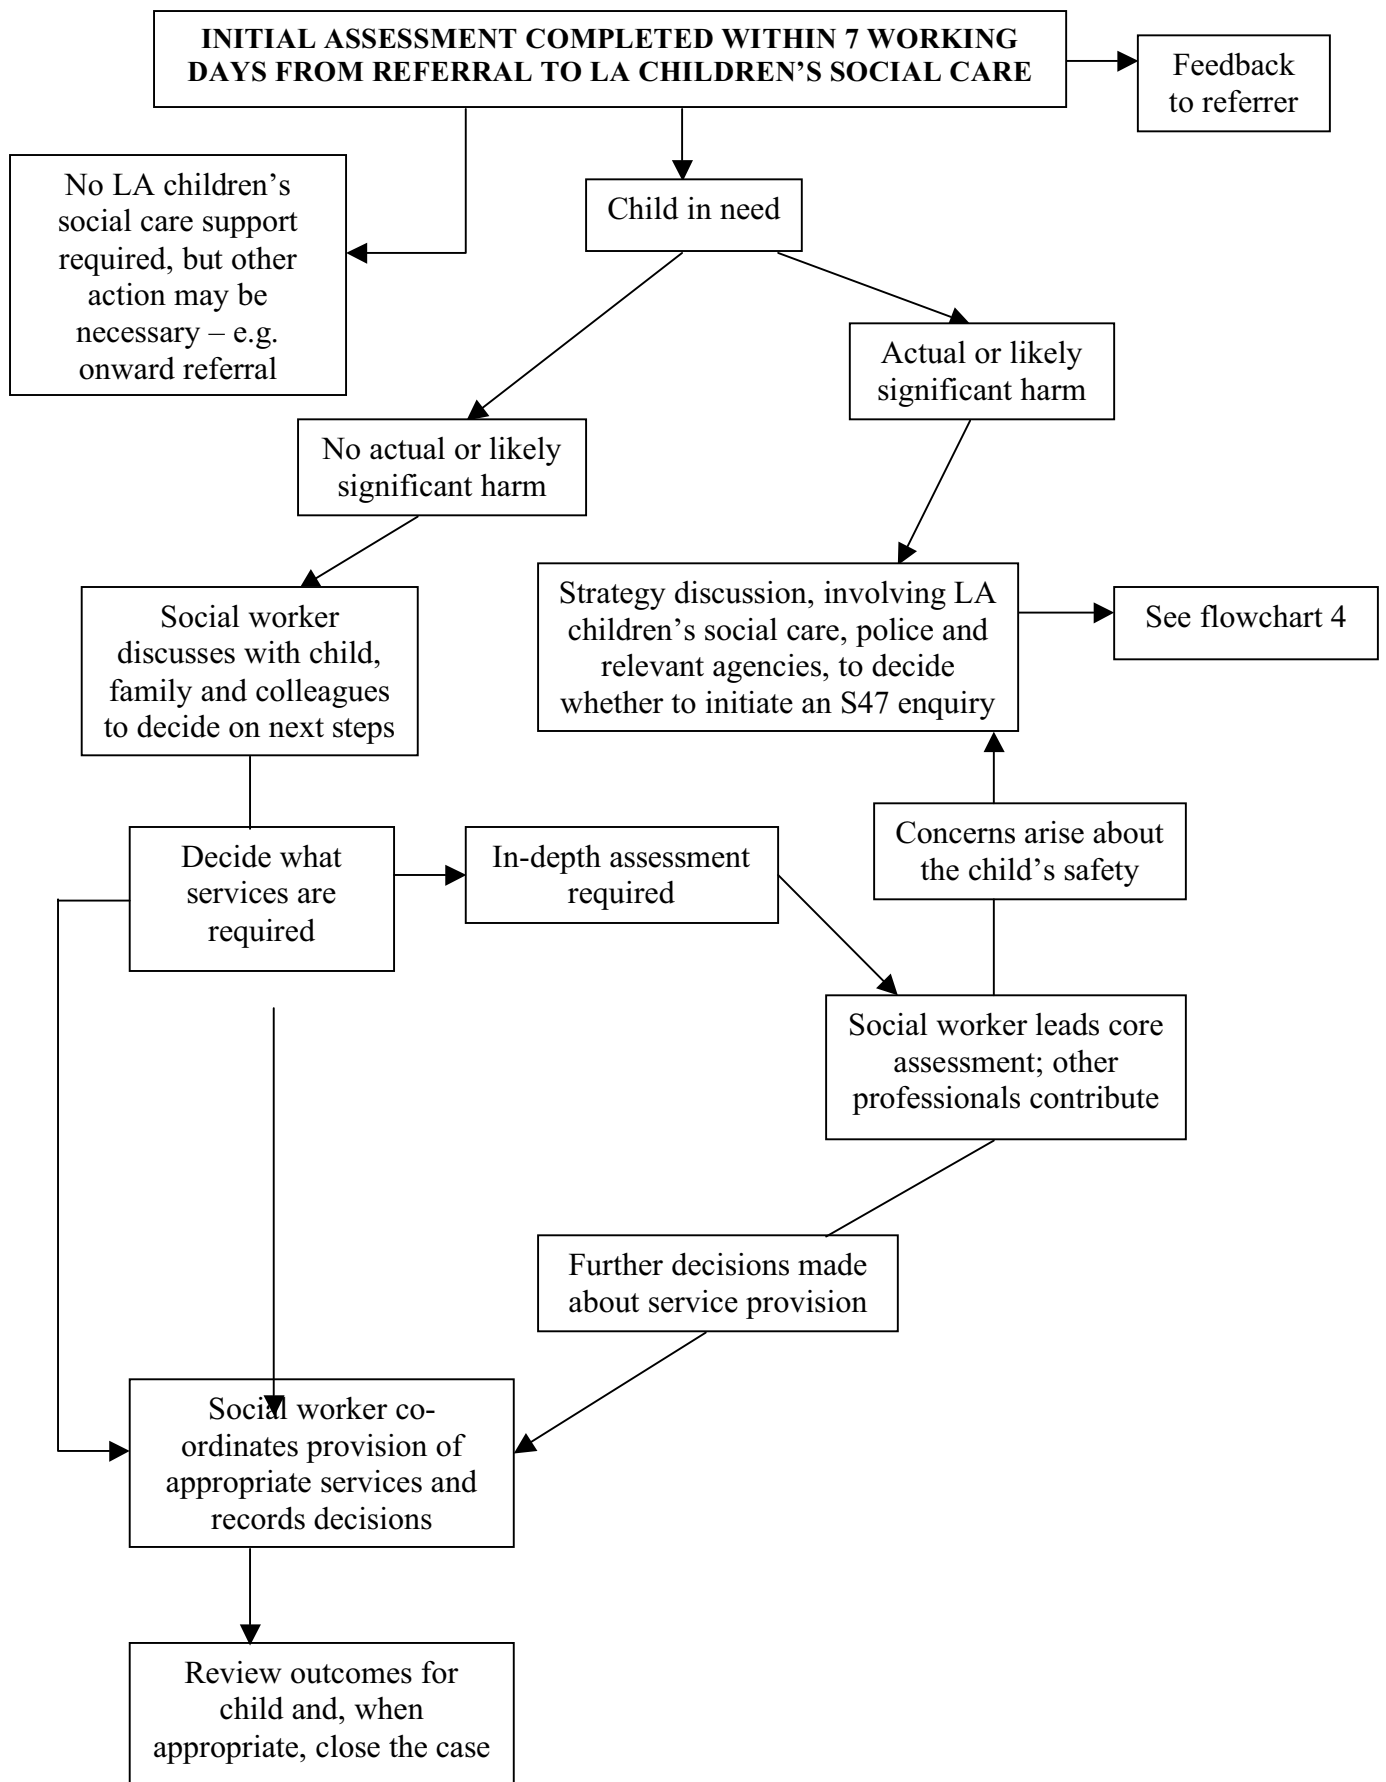 INITIAL ASSESSMENT COMPLETED WITHIN 7 WORKING
DAYS FROM REFERRAL TO LA CHILDREN’S SOCIAL CARE
Feedback
to referrer
No LA children’s
social care support
required, but other
action may be
necessary – e.g.
onward referral
Child in need
Actual or likely
significant harm
No actual or likely
significant harm
Social worker
discusses with child,
family and colleagues
to decide on next steps
Strategy discussion, involving LA
children’s social care, police and
relevant agencies, to decide
whether to initiate an S47 enquiry
See flowchart 4
Decide what
services are
required
In-depth assessment
required
Concerns arise about
the child’s safety
Social worker leads core
assessment; other
professionals contribute
Further decisions made
about service provision
Social worker co-
ordinates provision of
appropriate services and
records decisions
Review outcomes for
child and, when
appropriate, close the case